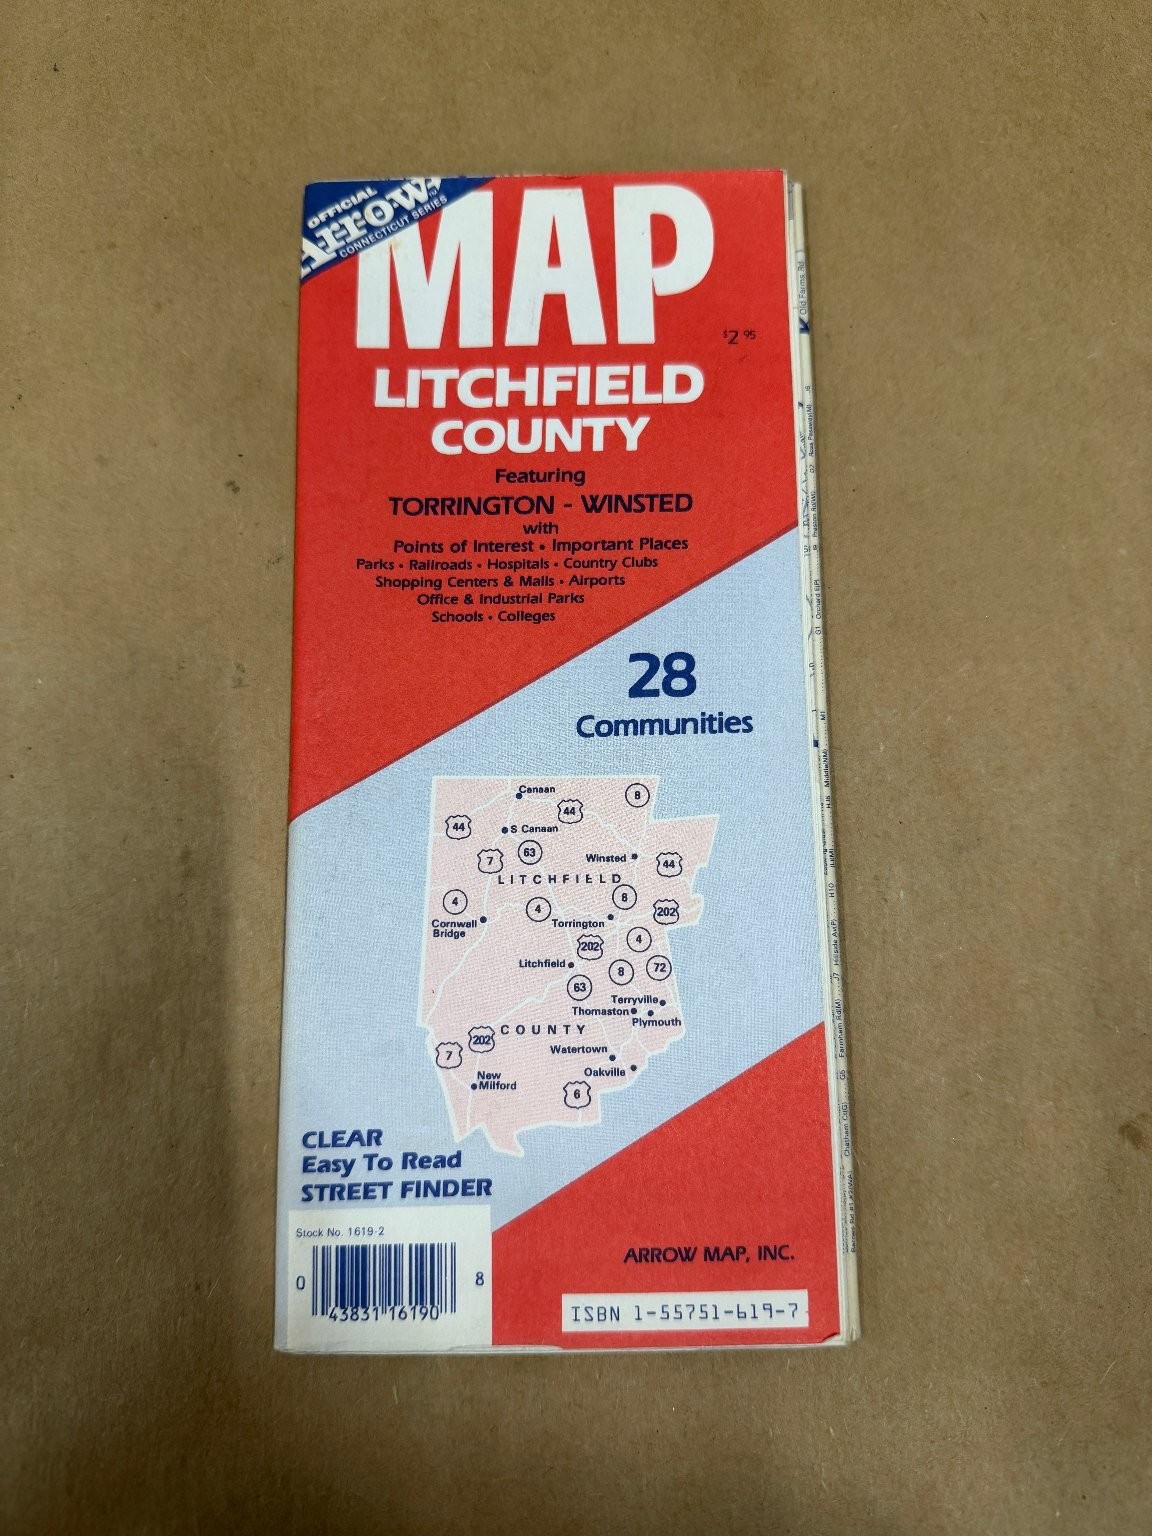 OFFICIAL
Arrow
CONNECTICUT SERIES
MAP
$2 95
LITCHFIELD
COUNTY
Featuring
TORRINGTON - WINSTED
with
Points of Interest • Important Places
Parks • Railroads • Hospitals • Country Clubs
Shopping Centers & Malls • Airports
Office & Industrial Parks
Schools • Colleges
28
Communities
Canaan
8
44
44
S Canaan
7
63
Winsted
44
LITCHFIELD
4
4
8
202
Cornwall
Bridge
Torrington
202
4
Litchfield
8
72
63
Terryville
Thomaston
Plymouth
COUNTY
202
7
Watertown
Oakville
New
Milford
6
CLEAR
Easy To Read
STREET FINDER
Stock No. 1619-2
0 43831 16190 8
ARROW MAP, INC.
ISBN 1-55751-619-7
Old Farms Rd